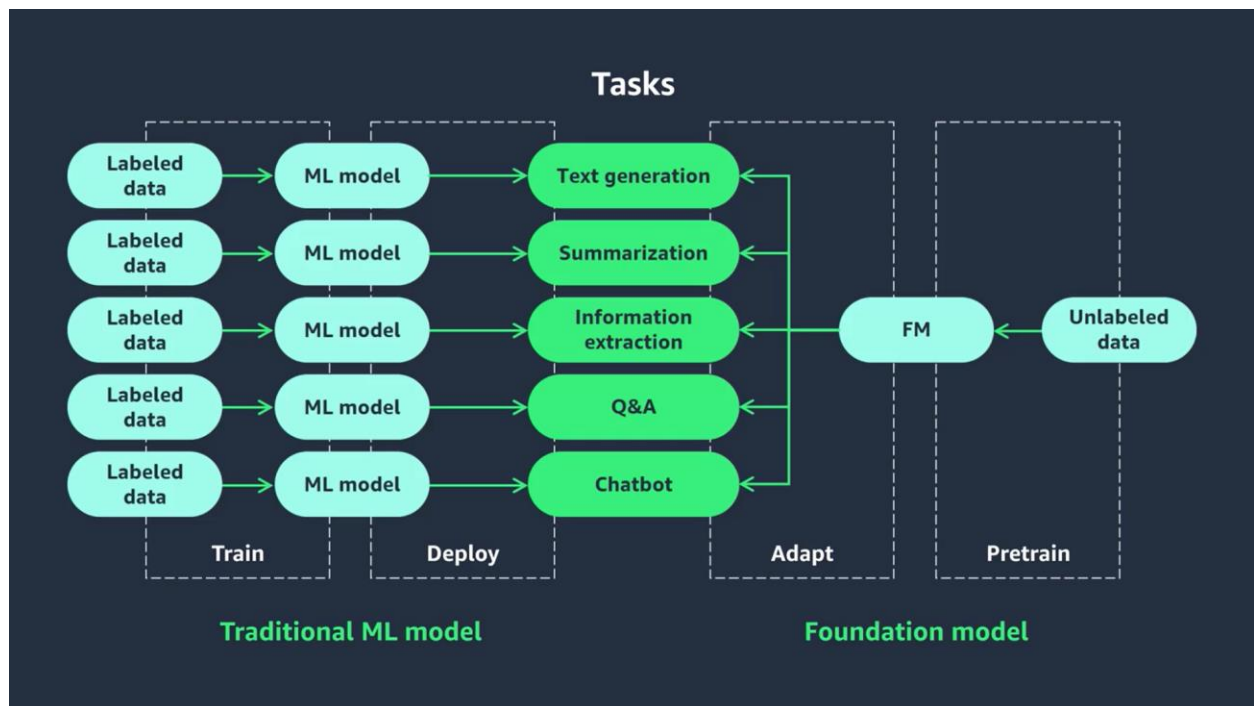 Tasks
Labeled
data
ML model
Text generation
Labeled
data
ML model
Summarization
Labeled
data
ML model
Information
extraction
FM
Unlabeled
data
Labeled
data
ML model
Q&A
Labeled
data
ML model
Chatbot
Train
Deploy
Adapt
Pretrain
Traditional ML model
Foundation model